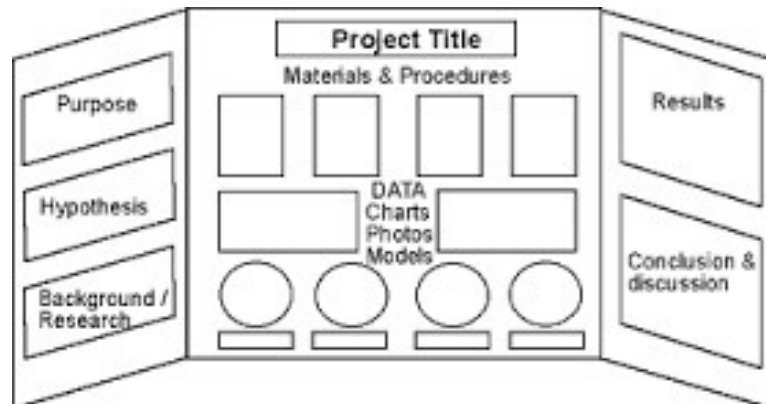 Project Title
Materials & Procedures
Purpose
Hypothesis
Background /
Research
DATA
Charts
Photos
Models
Results
Conclusion &
discussion